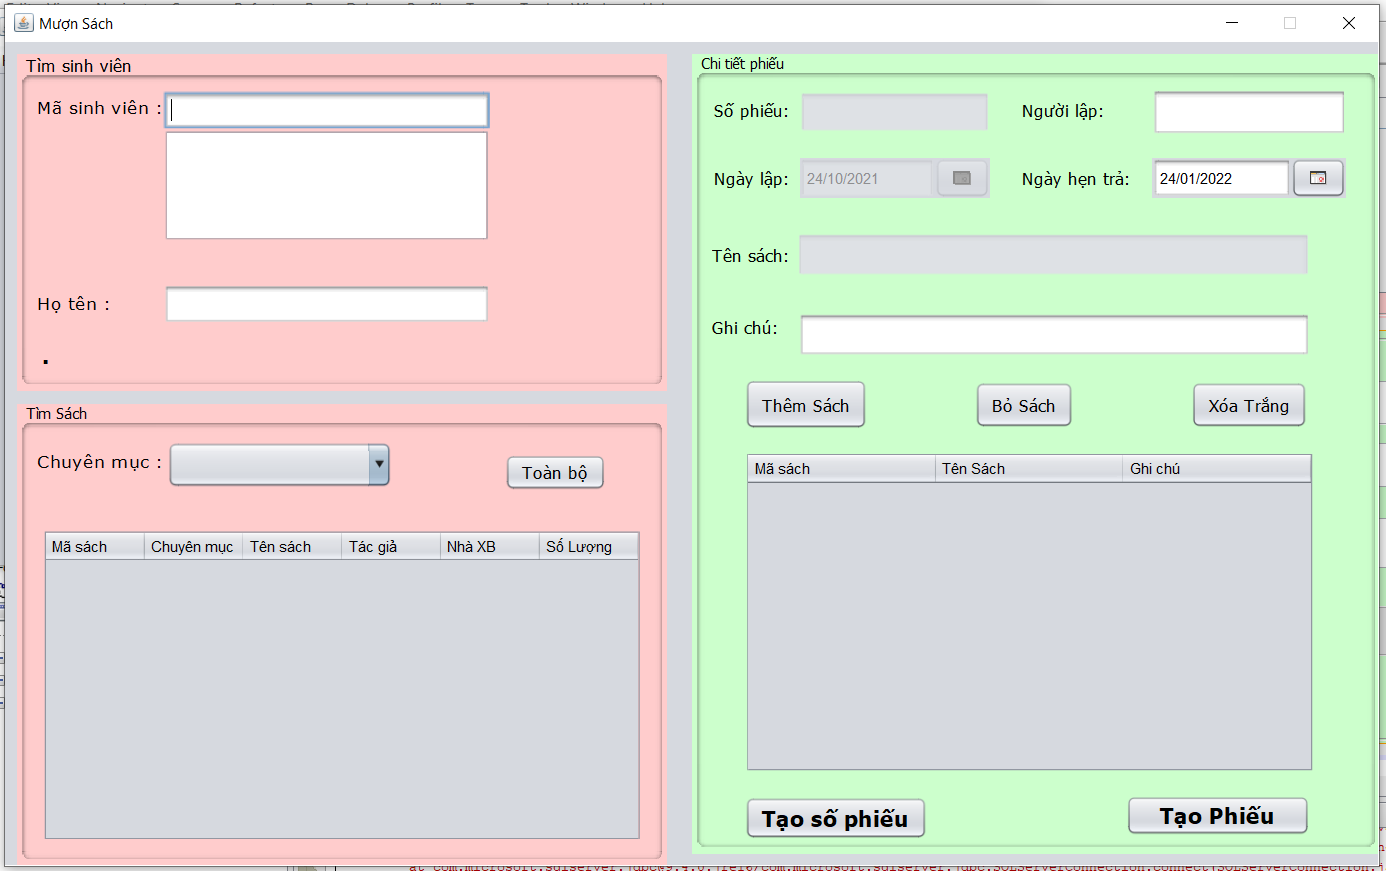 Mượn Sách
Tìm sinh viên
Mã sinh viên :
Họ tên :
.
Tìm Sách
Chuyên mục :
Toàn bộ
Mã sách Chuyên mục Tên sách Tác giả Nhà XB Số Lượng
Chi tiết phiếu
Số phiếu: Người lập:
Ngày lập: 24/10/2021 Ngày hẹn trả: 24/01/2022
Tên sách:
Ghi chú:
Thêm Sách Bỏ Sách Xóa Trắng
Mã sách Tên Sách Ghi chú
Tạo số phiếu Tạo Phiếu